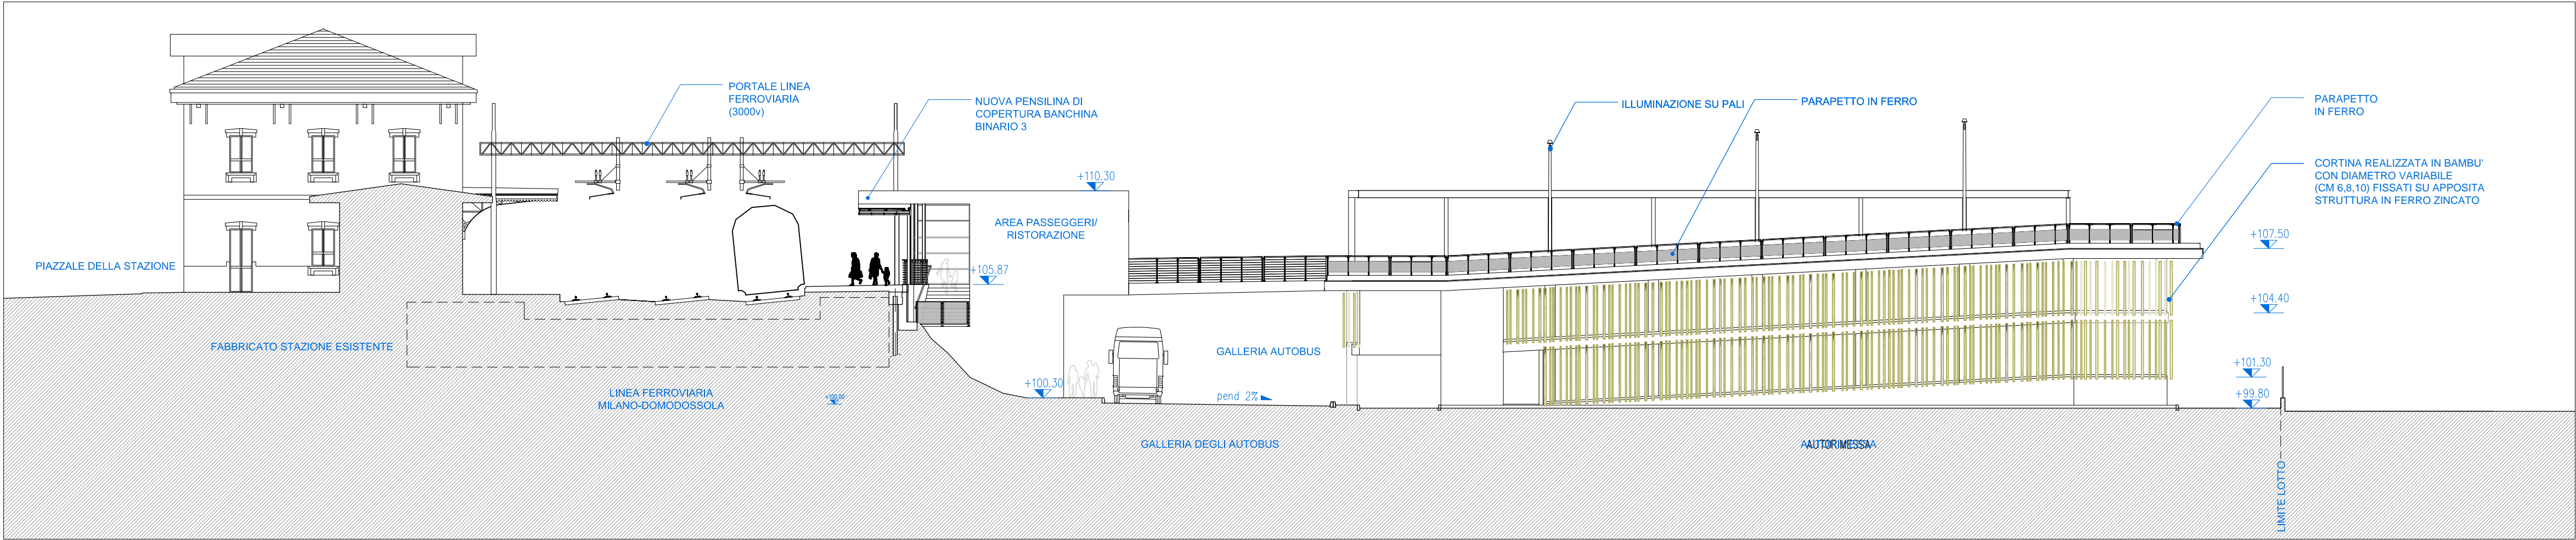 PORTALE LINEA
FERROVIARIA
(3000v)
NUOVA PENSILINA DI
COPERTURA BANCHINA
BINARIO 3
ILLUMINAZIONE SU PALI
PARAPETTO IN FERRO
PARAPETTO
IN FERRO
CORTINA REALIZZATA IN BAMBU'
CON DIAMETRO VARIABILE
(CM 6,8,10) FISSATI SU APPOSITA
STRUTTURA IN FERRO ZINCATO
+110.30
AREA PASSEGGERI/
RISTORAZIONE
+107.50
PIAZZALE DELLA STAZIONE
+105.87
+104.40
FABBRICATO STAZIONE ESISTENTE
GALLERIA AUTOBUS
+101.30
+100.30
LINEA FERROVIARIA
MILANO-DOMODOSSOLA
+100.00
pend 2%
+99.80
GALLERIA DEGLI AUTOBUS
AUTORIMESSA
AUTORIMESSA
LIMITE LOTTO